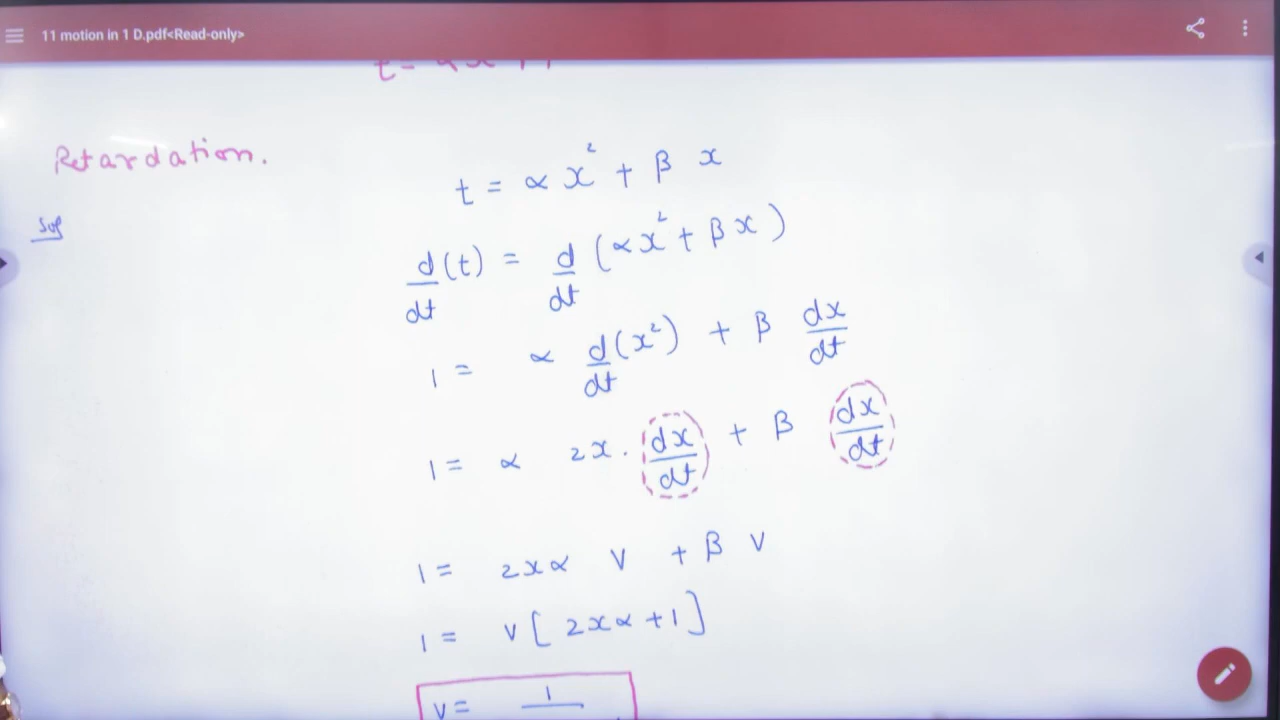 11 motion in 1 D.pdf<Read-only>
Retardation.
t = αx² + βx
Sol
d/dt (t) = d/dt (αx² + βx)
1 = α d/dt (x²) + β dx/dt
1 = α 2x · dx/dt + β dx/dt
1 = 2xα v + β v
1 = v [ 2xα + 1 ]
v = 1